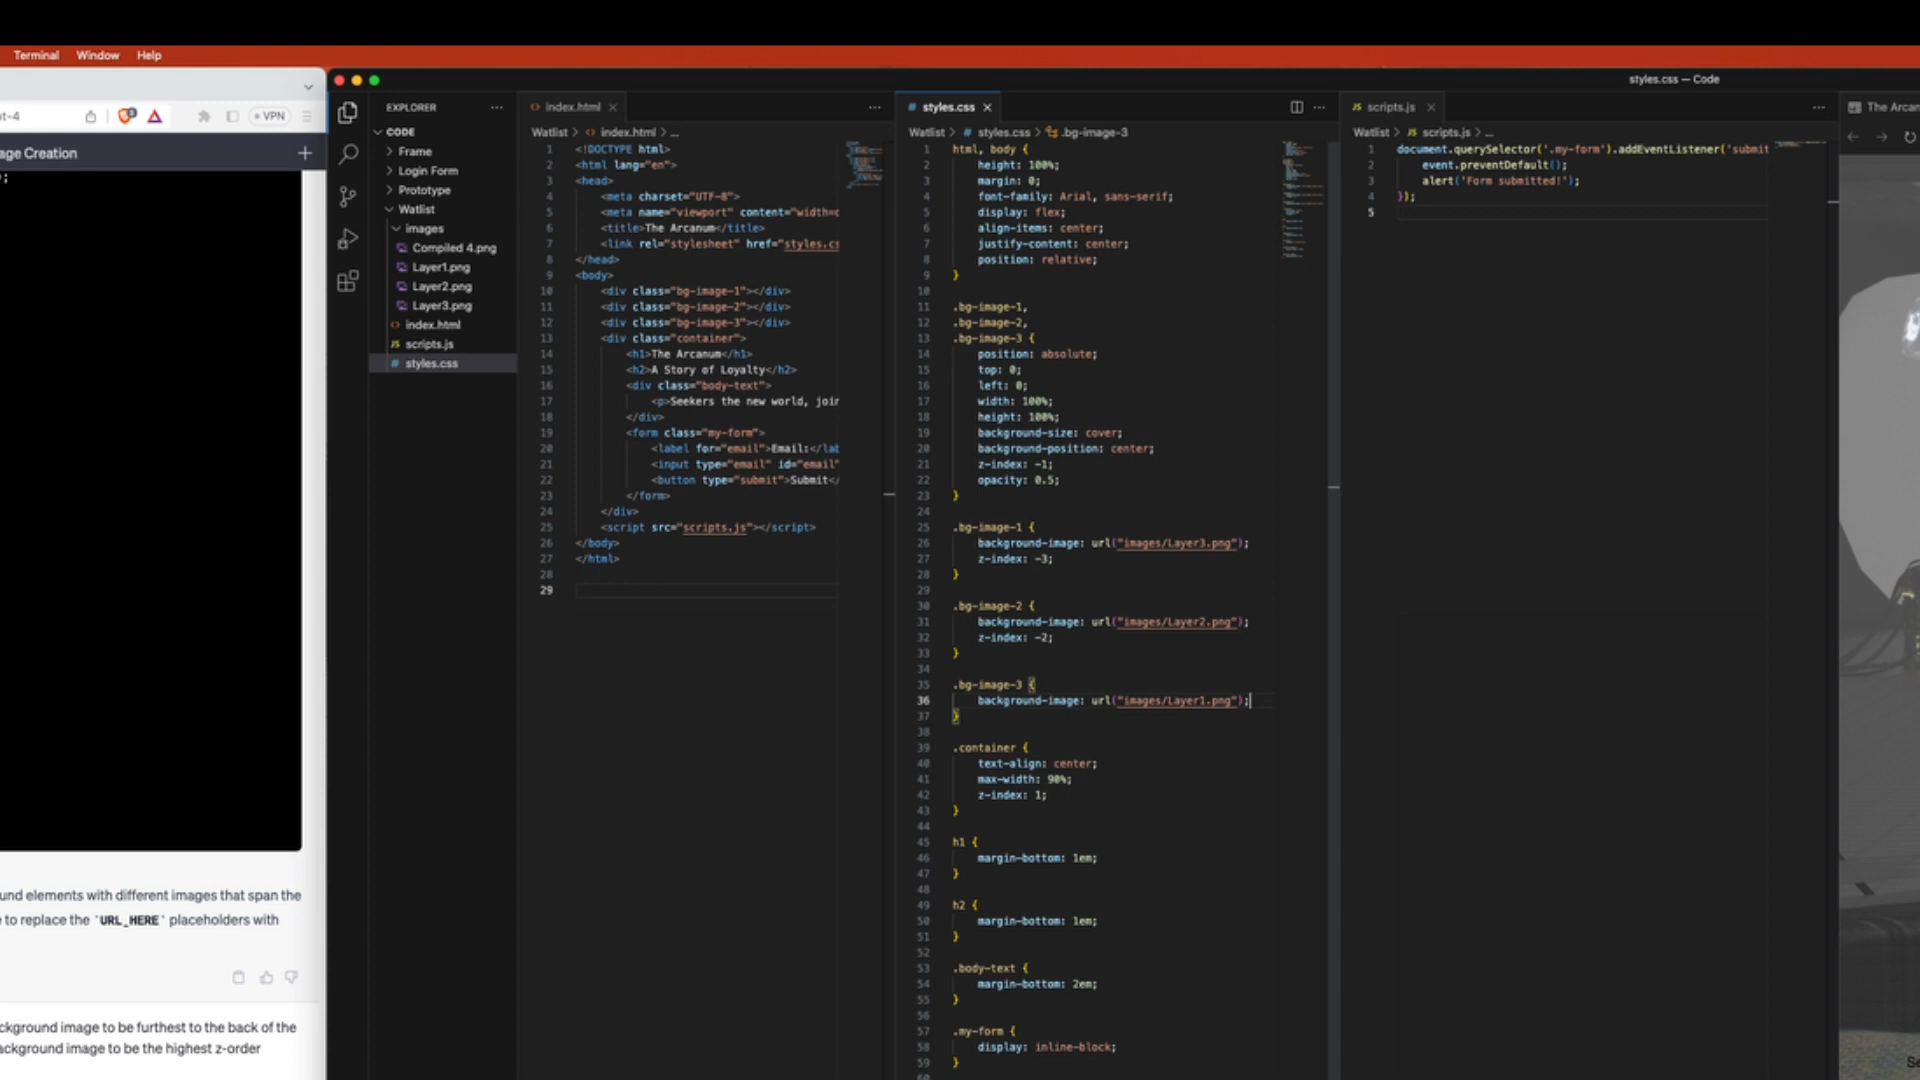 Terminal Window Help
styles.css — Code
t-4
VPN
age Creation
+
);
und elements with different images that span the
e to replace the `URL_HERE` placeholders with
ckground image to be furthest to the back of the
ackground image to be the highest z-order
EXPLORER ...
CODE
Frame
Login Form
Prototype
Watlist
images
Compiled 4.png
Layer1.png
Layer2.png
Layer3.png
index.html
scripts.js
styles.css
index.html
Watlist > index.html > ...
1 <!DOCTYPE html>
2 <html lang="en">
3 <head>
4 <meta charset="UTF-8">
5 <meta name="viewport" content="width=d
6 <title>The Arcanum</title>
7 <link rel="stylesheet" href="styles.cs
8 </head>
9 <body>
10 <div class="bg-image-1"></div>
11 <div class="bg-image-2"></div>
12 <div class="bg-image-3"></div>
13 <div class="container">
14 <h1>The Arcanum</h1>
15 <h2>A Story of Loyalty</h2>
16 <div class="body-text">
17 <p>Seekers the new world, join
18 </div>
19 <form class="my-form">
20 <label for="email">Email:</lab
21 <input type="email" id="email"
22 <button type="submit">Submit</
23 </form>
24 </div>
25 <script src="scripts.js"></script>
26 </body>
27 </html>
28
29
# styles.css
Watlist > # styles.css > .bg-image-3
1 html, body {
2 height: 100%;
3 margin: 0;
4 font-family: Arial, sans-serif;
5 display: flex;
6 align-items: center;
7 justify-content: center;
8 position: relative;
9 }
10
11 .bg-image-1,
12 .bg-image-2,
13 .bg-image-3 {
14 position: absolute;
15 top: 0;
16 left: 0;
17 width: 100%;
18 height: 100%;
19 background-size: cover;
20 background-position: center;
21 z-index: -1;
22 opacity: 0.5;
23 }
24
25 .bg-image-1 {
26 background-image: url("images/Layer3.png");
27 z-index: -3;
28 }
29
30 .bg-image-2 {
31 background-image: url("images/Layer2.png");
32 z-index: -2;
33 }
34
35 .bg-image-3 {
36 background-image: url("images/Layer1.png");
37 }
38
39 .container {
40 text-align: center;
41 max-width: 90%;
42 z-index: 1;
43 }
44
45 h1 {
46 margin-bottom: 1em;
47 }
48
49 h2 {
50 margin-bottom: 1em;
51 }
52
53 .body-text {
54 margin-bottom: 2em;
55 }
56
57 .my-form {
58 display: inline-block;
59 }
JS scripts.js
Watlist > JS scripts.js > ...
1 document.querySelector('.my-form').addEventListener('submit
2 event.preventDefault();
3 alert('Form submitted!');
4 });
5
The Arcan
Se